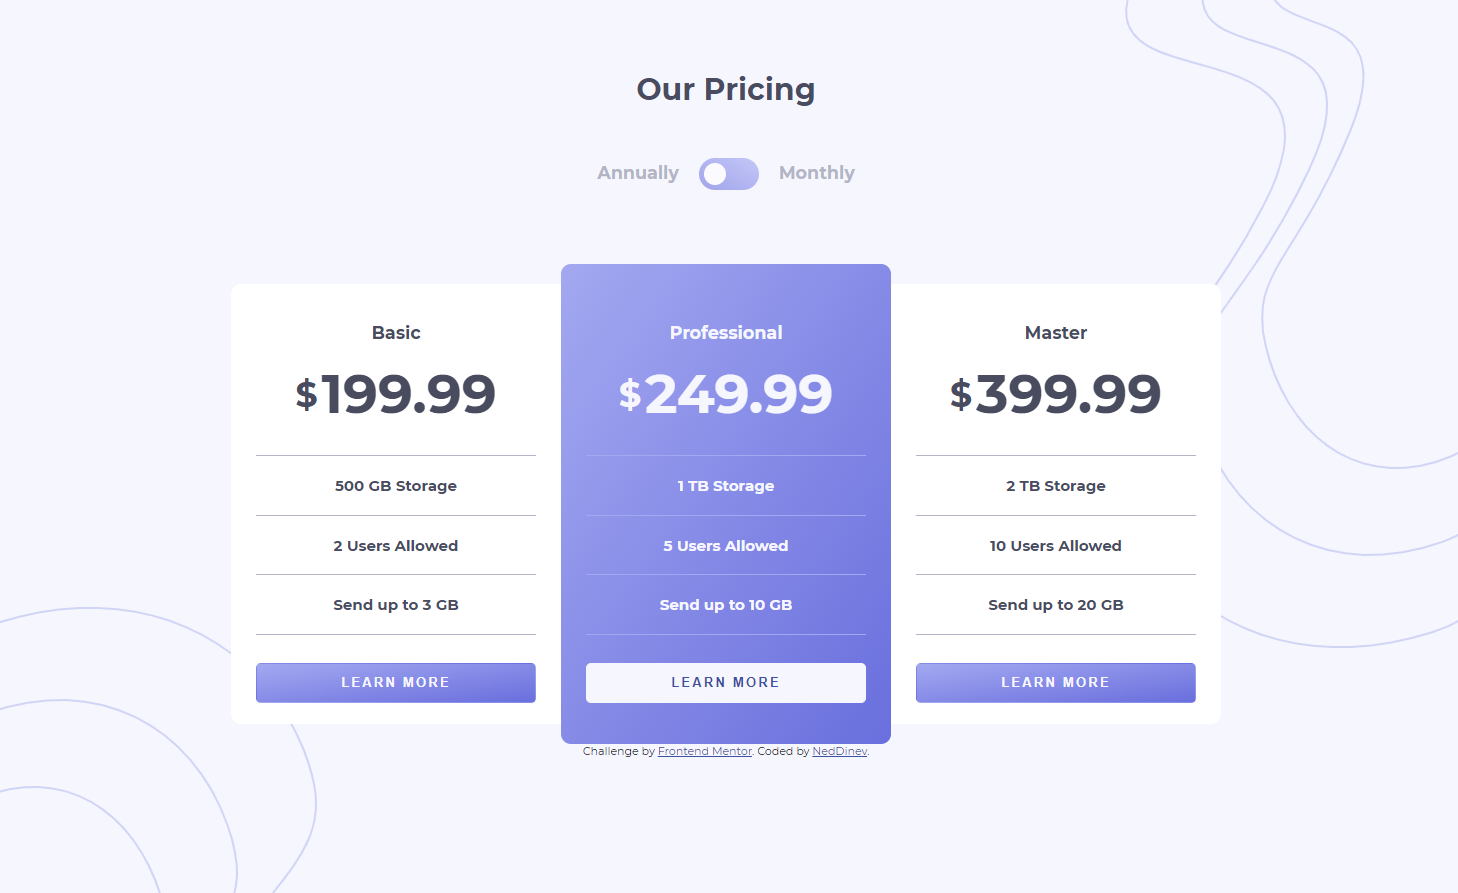 Our Pricing
Annually Monthly
Basic
$199.99
500 GB Storage
2 Users Allowed
Send up to 3 GB
LEARN MORE
Professional
$249.99
1 TB Storage
5 Users Allowed
Send up to 10 GB
LEARN MORE
Master
$399.99
2 TB Storage
10 Users Allowed
Send up to 20 GB
LEARN MORE
Challenge by Frontend Mentor. Coded by NedDinev.